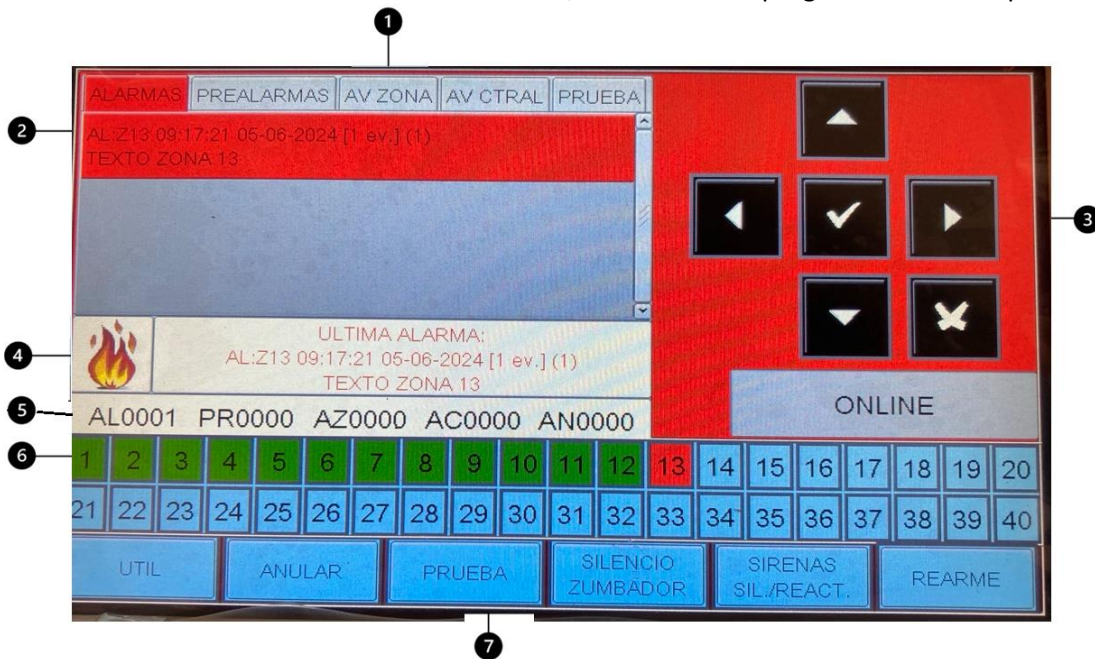 1
ALARMAS PREALARMAS AV ZONA AV CTRAL PRUEBA
2
AL:Z13 09:17:21 05-06-2024 [1 ev.] (1)
TEXTO ZONA 13
3
4
ULTIMA ALARMA:
AL:Z13 09:17:21 05-06-2024 [1 ev.] (1)
TEXTO ZONA 13
ONLINE
5
AL0001 PR0000 AZ0000 AC0000 AN0000
6
1 2 3 4 5 6 7 8 9 10 11 12 13 14 15 16 17 18 19 20
21 22 23 24 25 26 27 28 29 30 31 32 33 34 35 36 37 38 39 40
UTIL ANULAR PRUEBA SILENCIO ZUMBADOR SIRENAS SIL./REACT. REARME
7